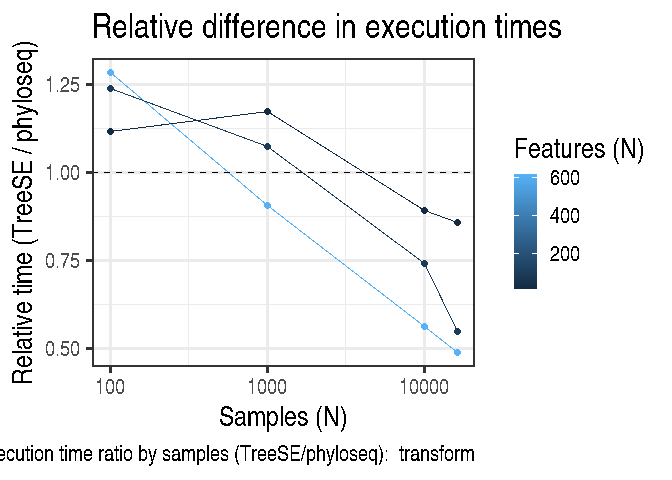 Relative difference in execution times
Relative time (TreeSE / phyloseq)
1.25
1.00
0.75
0.50
100
1000
10000
Samples (N)
Features (N)
600
400
200
time ratio by samples (TreeSE/phyloseq): transform